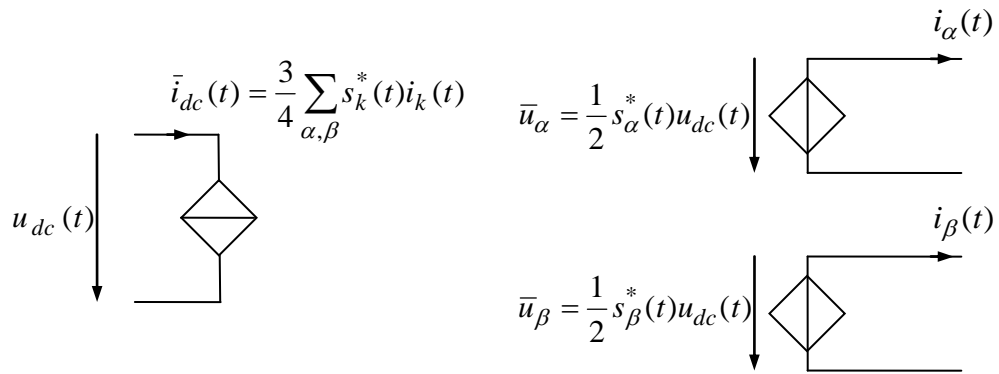 i_α(t)
ī_dc(t) = 3/4 ∑_{α,β} s_k^*(t) i_k(t)
ū_α = 1/2 s_α^*(t) u_dc(t)
u_dc(t)
i_β(t)
ū_β = 1/2 s_β^*(t) u_dc(t)